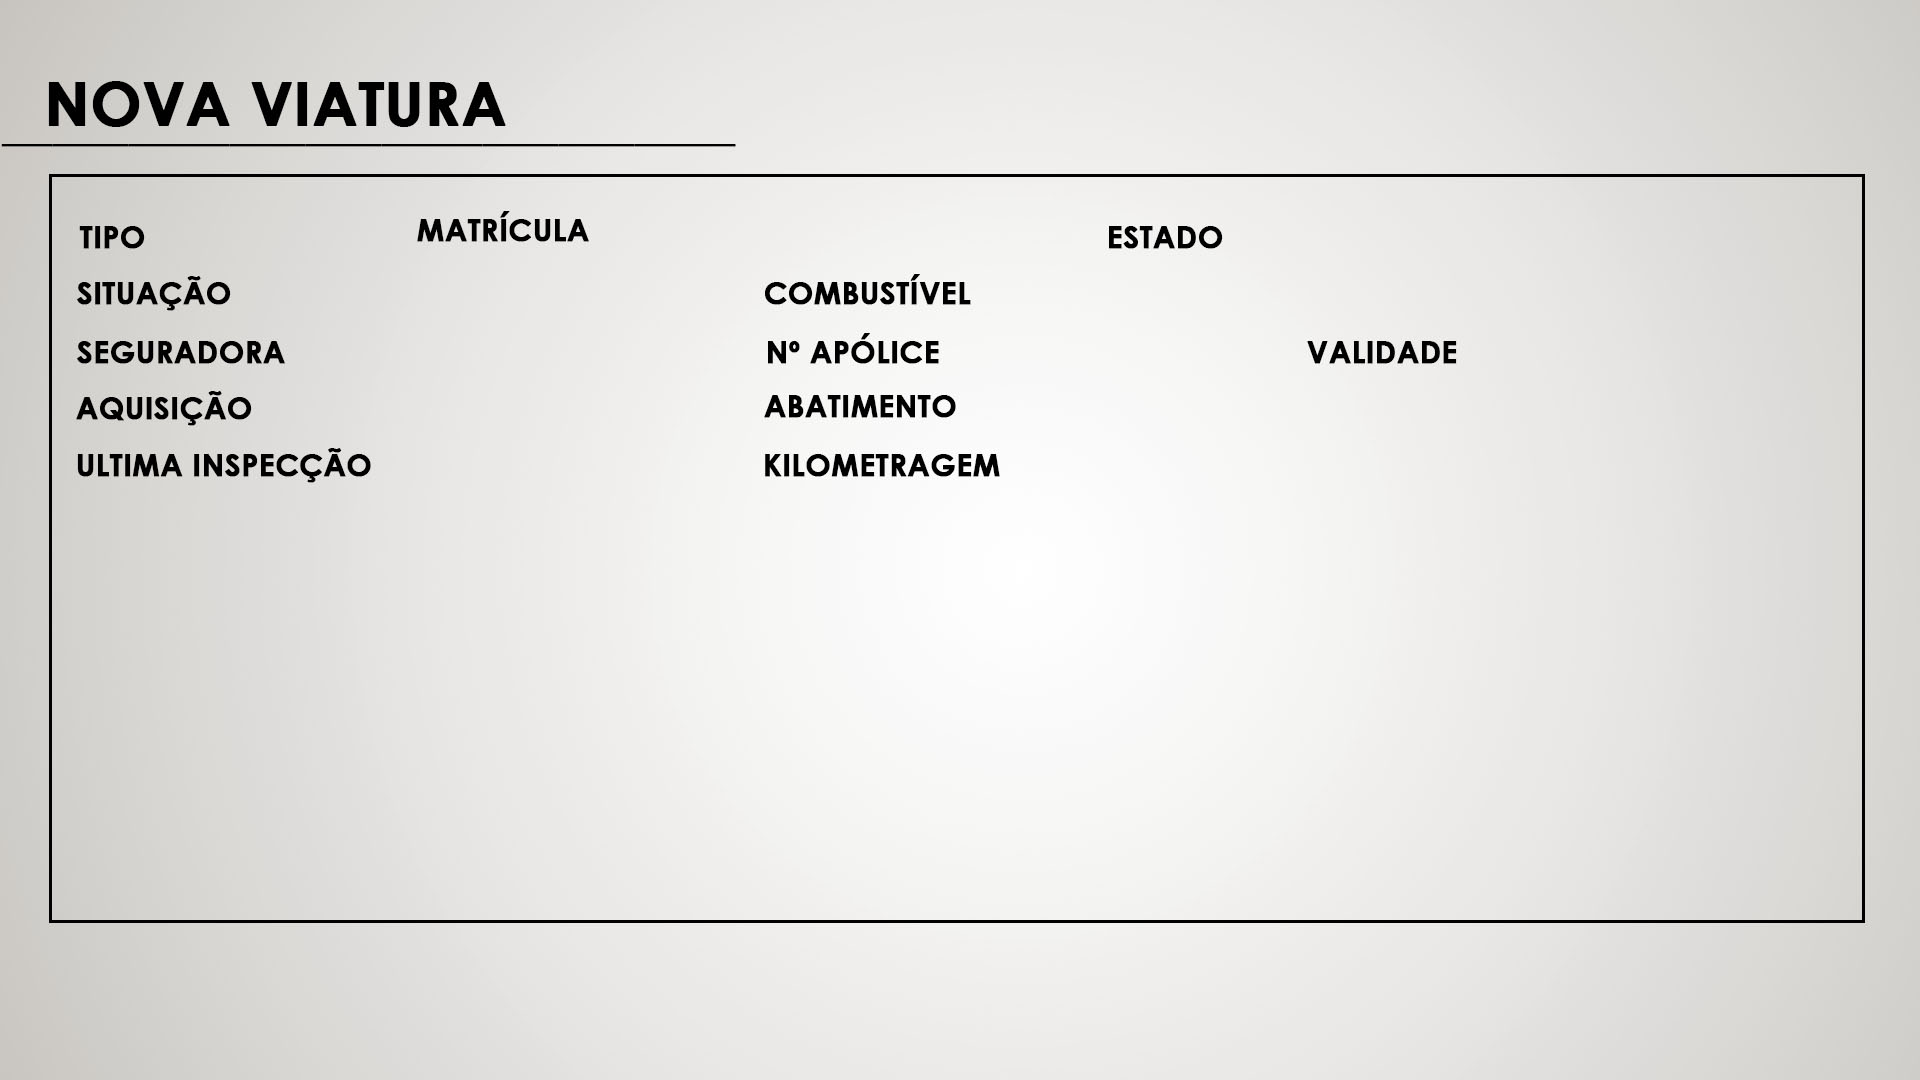 NOVA VIATURA
TIPO MATRÍCULA ESTADO
SITUAÇÃO COMBUSTÍVEL
SEGURADORA Nº APÓLICE VALIDADE
AQUISIÇÃO ABATIMENTO
ULTIMA INSPECÇÃO KILOMETRAGEM